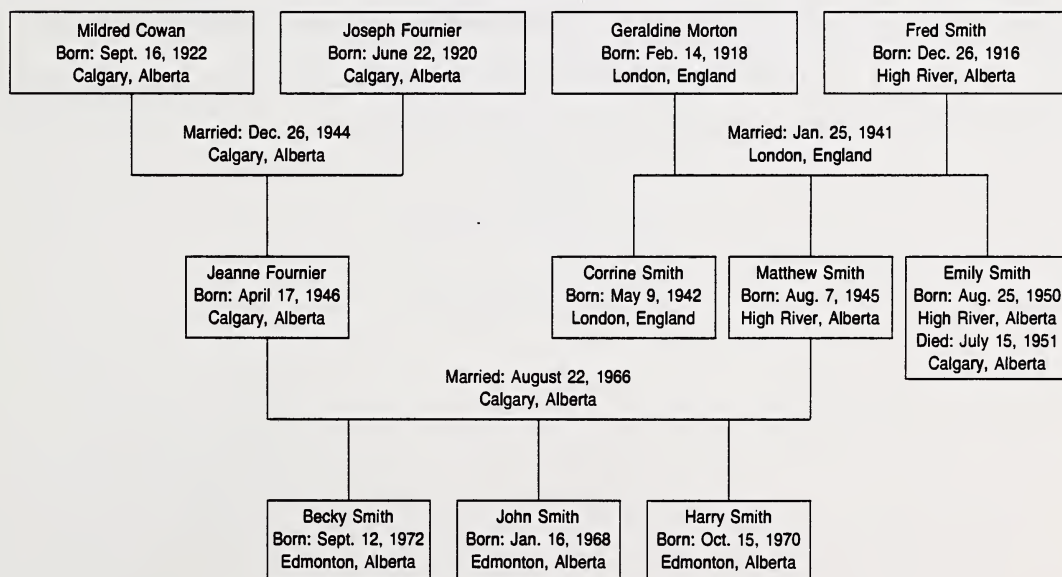 Mildred Cowan
Born: Sept. 16, 1922
Calgary, Alberta
Joseph Fournier
Born: June 22, 1920
Calgary, Alberta
Geraldine Morton
Born: Feb. 14, 1918
London, England
Fred Smith
Born: Dec. 26, 1916
High River, Alberta
Married: Dec. 26, 1944
Calgary, Alberta
Married: Jan. 25, 1941
London, England
Jeanne Fournier
Born: April 17, 1946
Calgary, Alberta
Corrine Smith
Born: May 9, 1942
London, England
Matthew Smith
Born: Aug. 7, 1945
High River, Alberta
Emily Smith
Born: Aug. 25, 1950
High River, Alberta
Died: July 15, 1951
Calgary, Alberta
Married: August 22, 1966
Calgary, Alberta
Becky Smith
Born: Sept. 12, 1972
Edmonton, Alberta
John Smith
Born: Jan. 16, 1968
Edmonton, Alberta
Harry Smith
Born: Oct. 15, 1970
Edmonton, Alberta